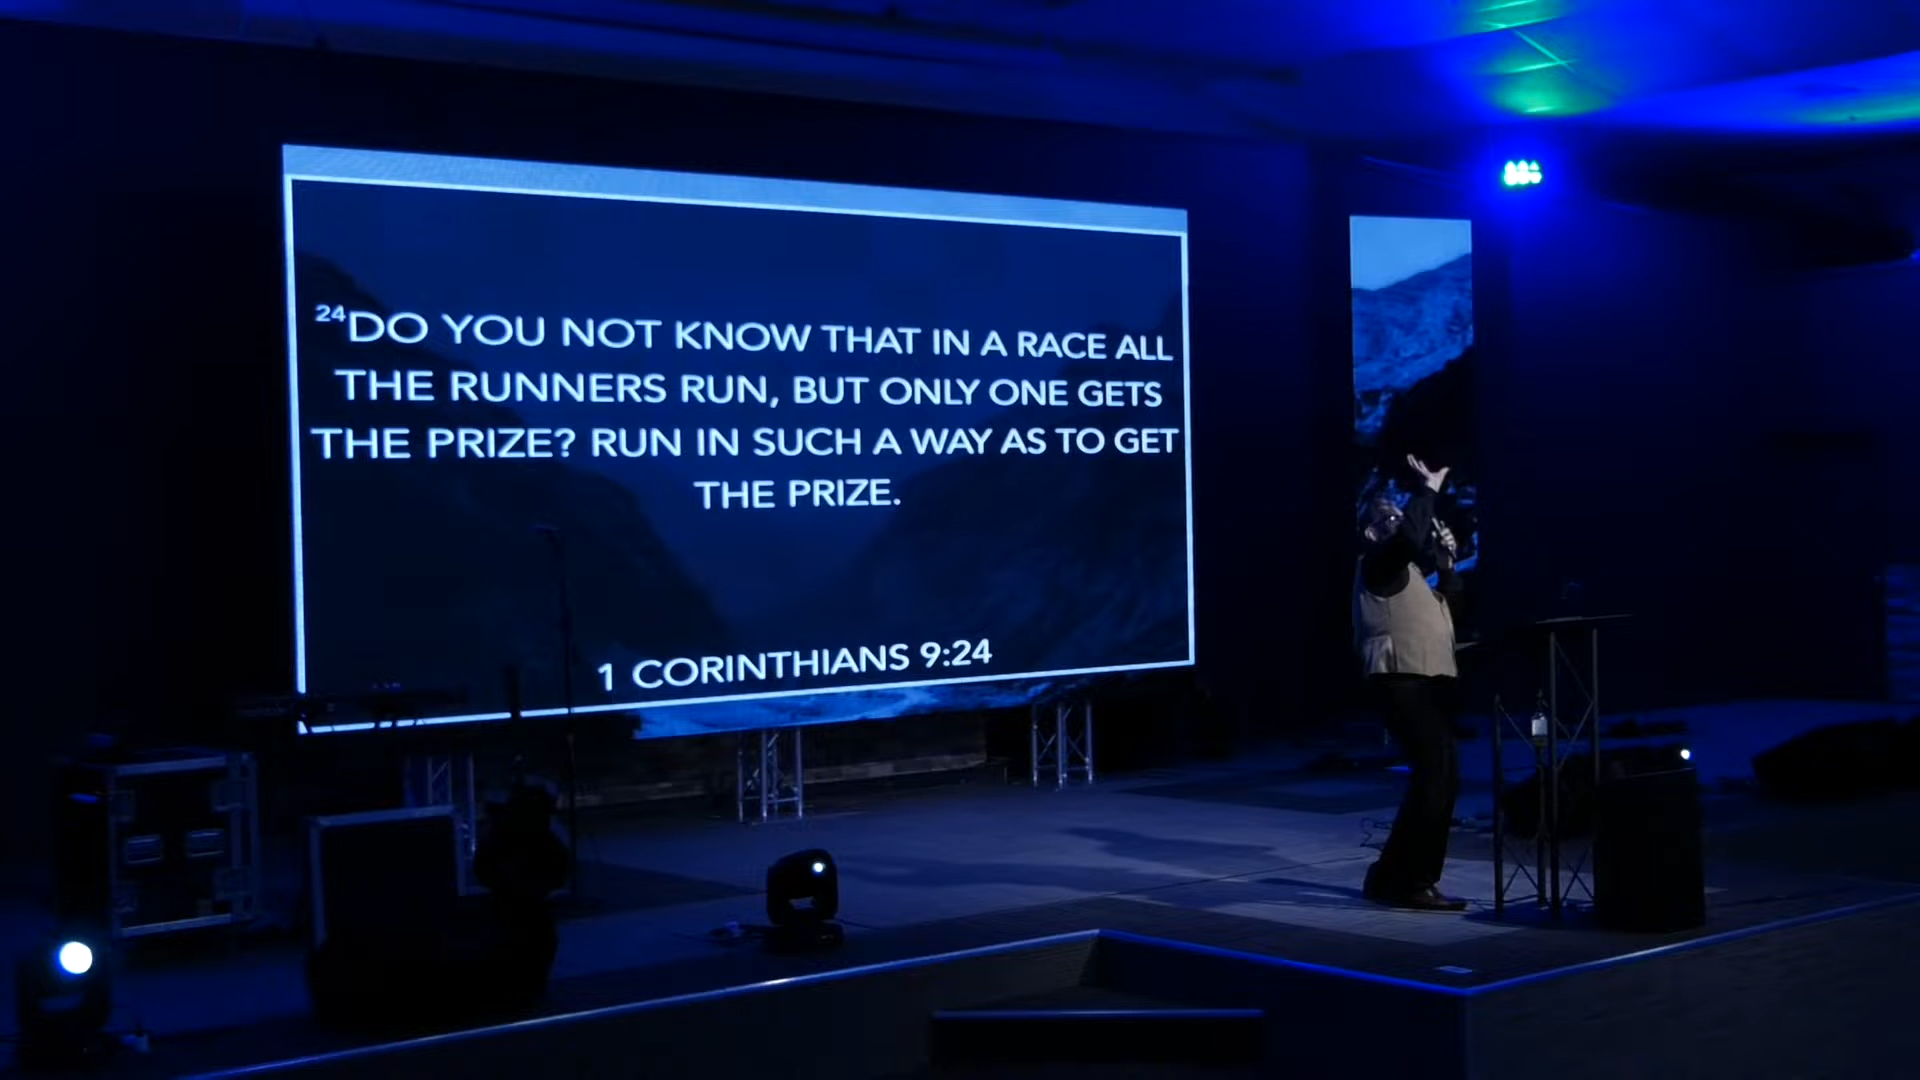 ²⁴DO YOU NOT KNOW THAT IN A RACE ALL
THE RUNNERS RUN, BUT ONLY ONE GETS
THE PRIZE? RUN IN SUCH A WAY AS TO GET
THE PRIZE.
1 CORINTHIANS 9:24